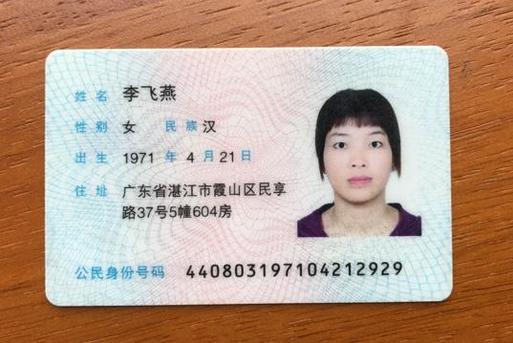 姓名 李飞燕
性别 女 民族 汉
出生 1971 年 4 月 21 日
住址 广东省湛江市霞山区民享
路37号5幢604房
公民身份号码 440803197104212929